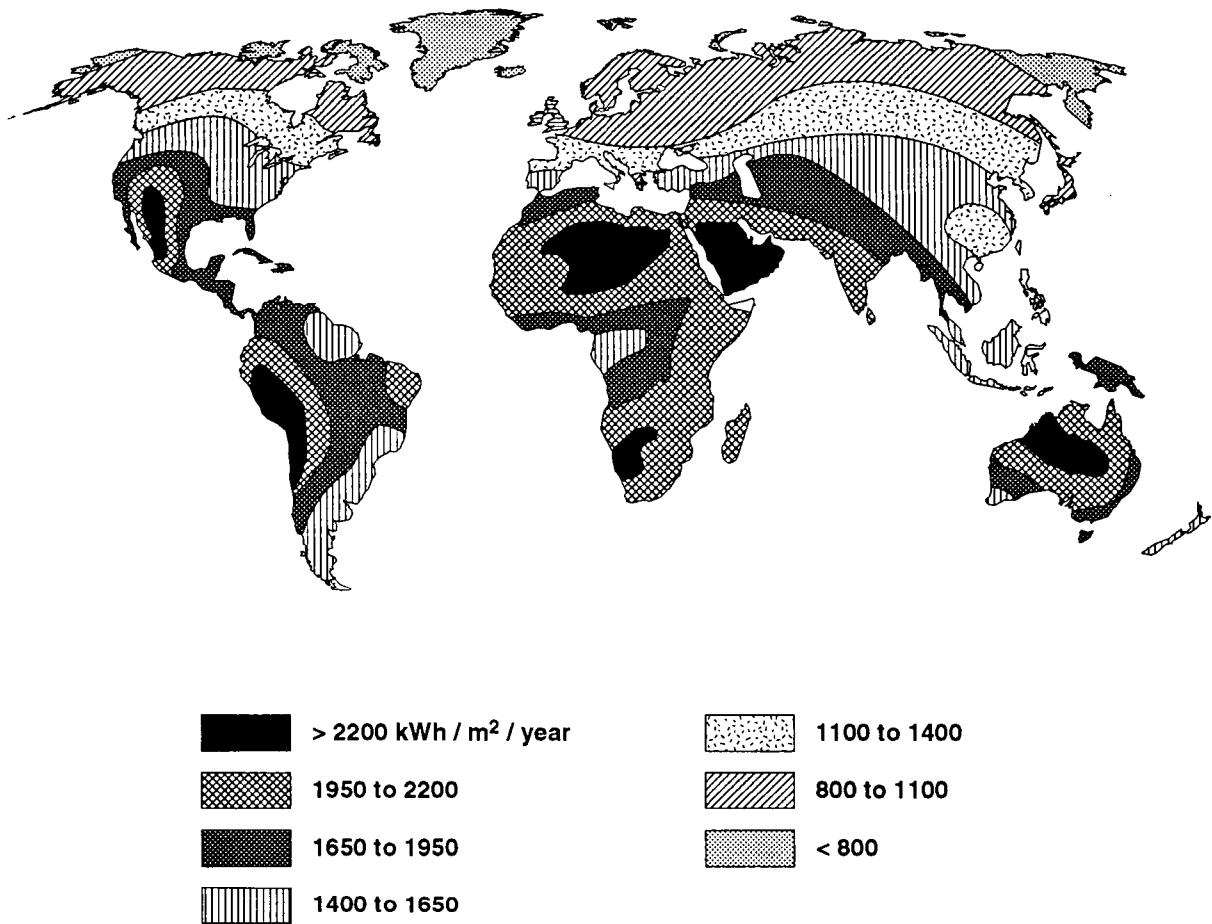 > 2200 kWh / m² / year
1950 to 2200
1650 to 1950
1400 to 1650
1100 to 1400
800 to 1100
< 800